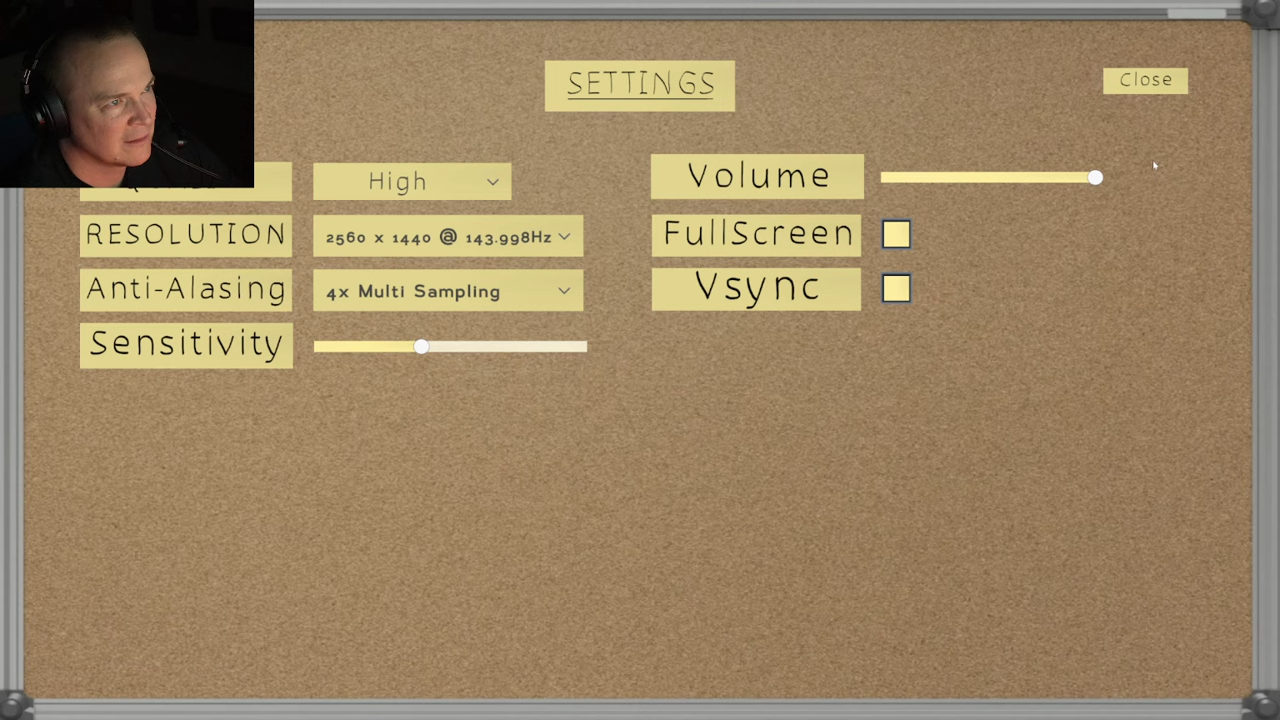 SETTINGS
Close
High
Volume
RESOLUTION
2560 x 1440 @ 143.998Hz
FullScreen
Anti-Alasing
4x Multi Sampling
Vsync
Sensitivity